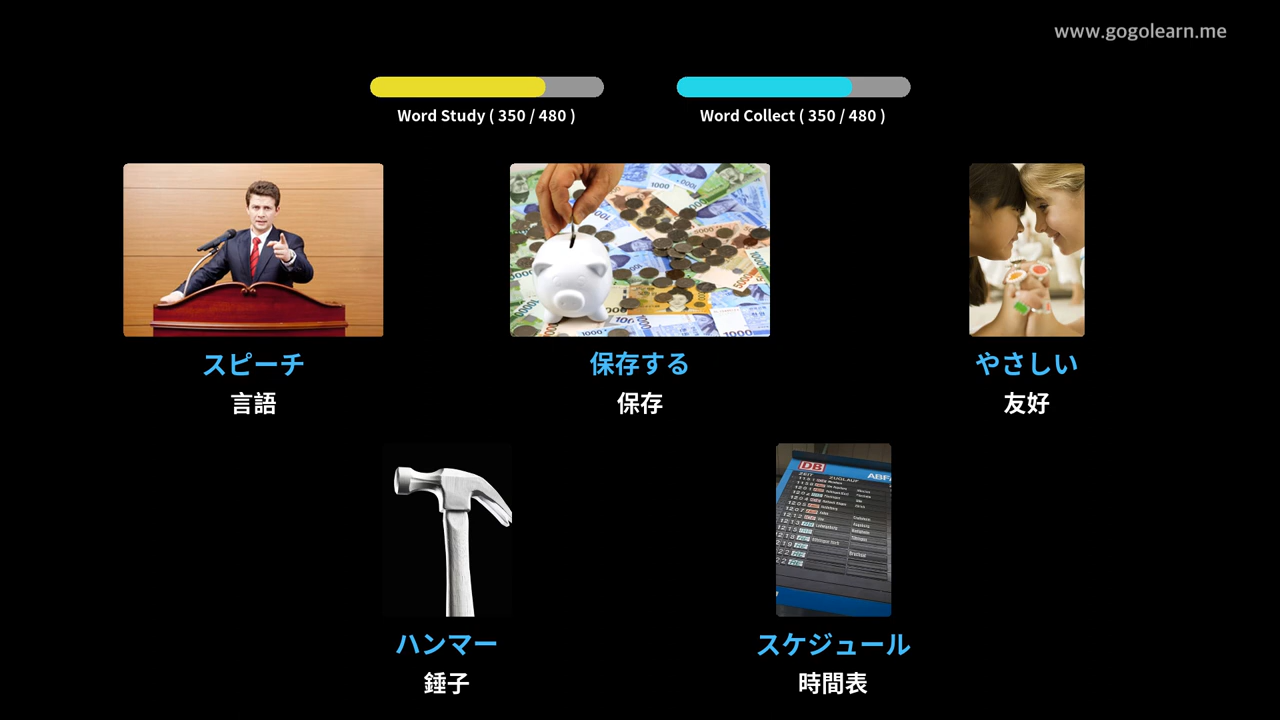 www.gogolearn.me
Word Study ( 350 / 480 )
Word Collect ( 350 / 480 )
スピーチ
言語
保存する
保存
やさしい
友好
DB
ハンマー
錘子
スケジュール
時間表